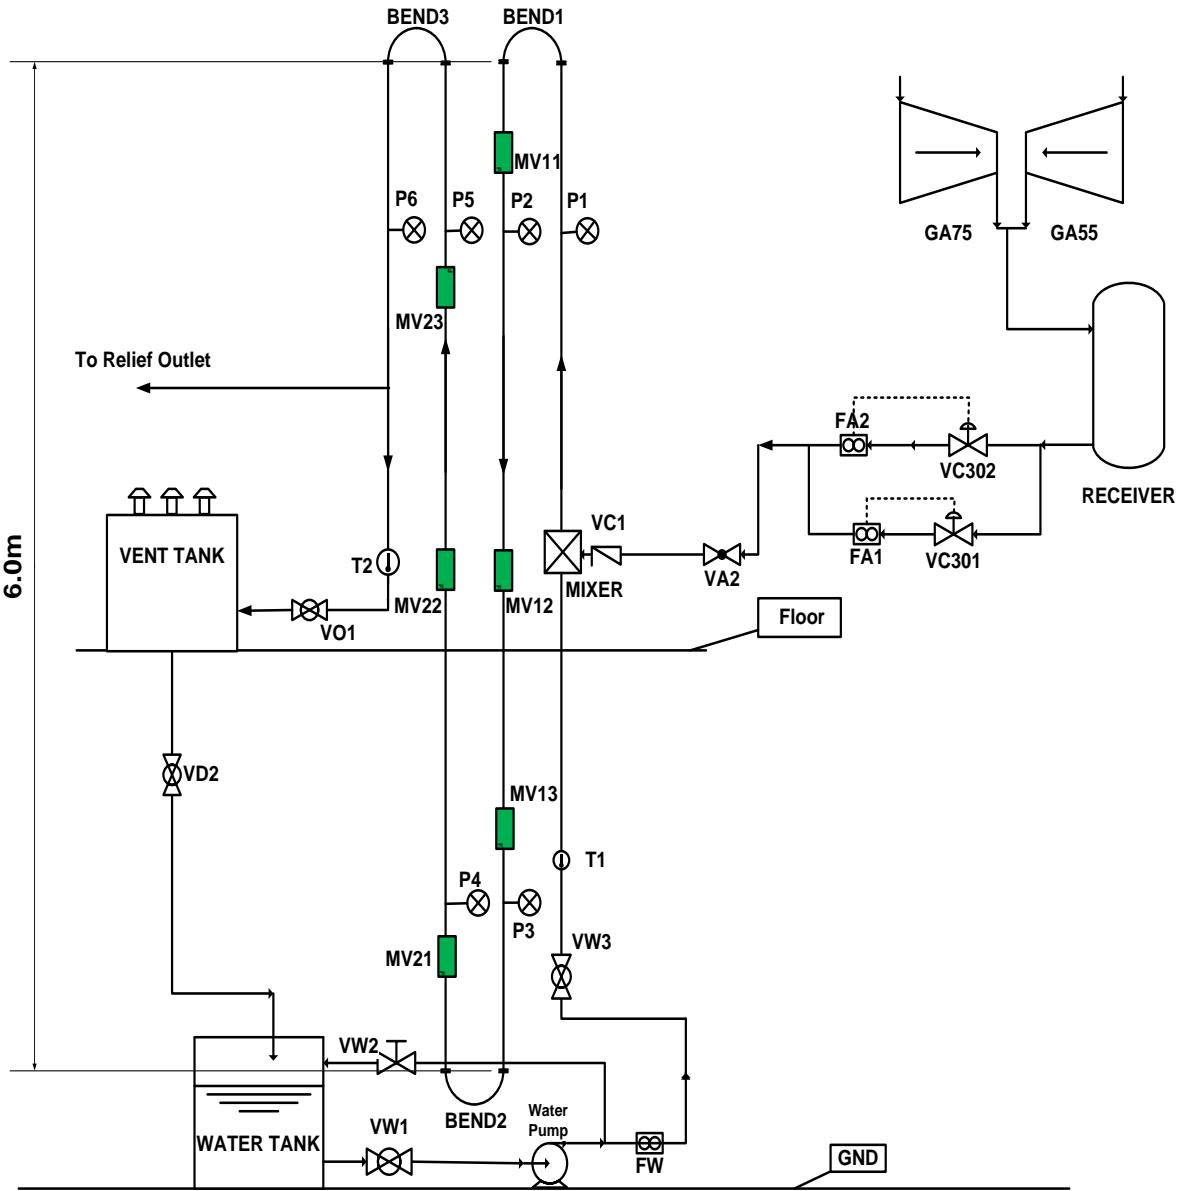 BEND3
BEND1
MV11
P6
P5
P2
P1
GA75
GA55
MV23
To Relief Outlet
FA2
VC302
RECEIVER
VENT TANK
VC1
FA1
VC301
T2
MV22
MV12
MIXER
VA2
6.0m
VO1
Floor
VD2
MV13
T1
P4
P3
VW3
MV21
VW2
BEND2
Water
Pump
WATER TANK
VW1
FW
GND